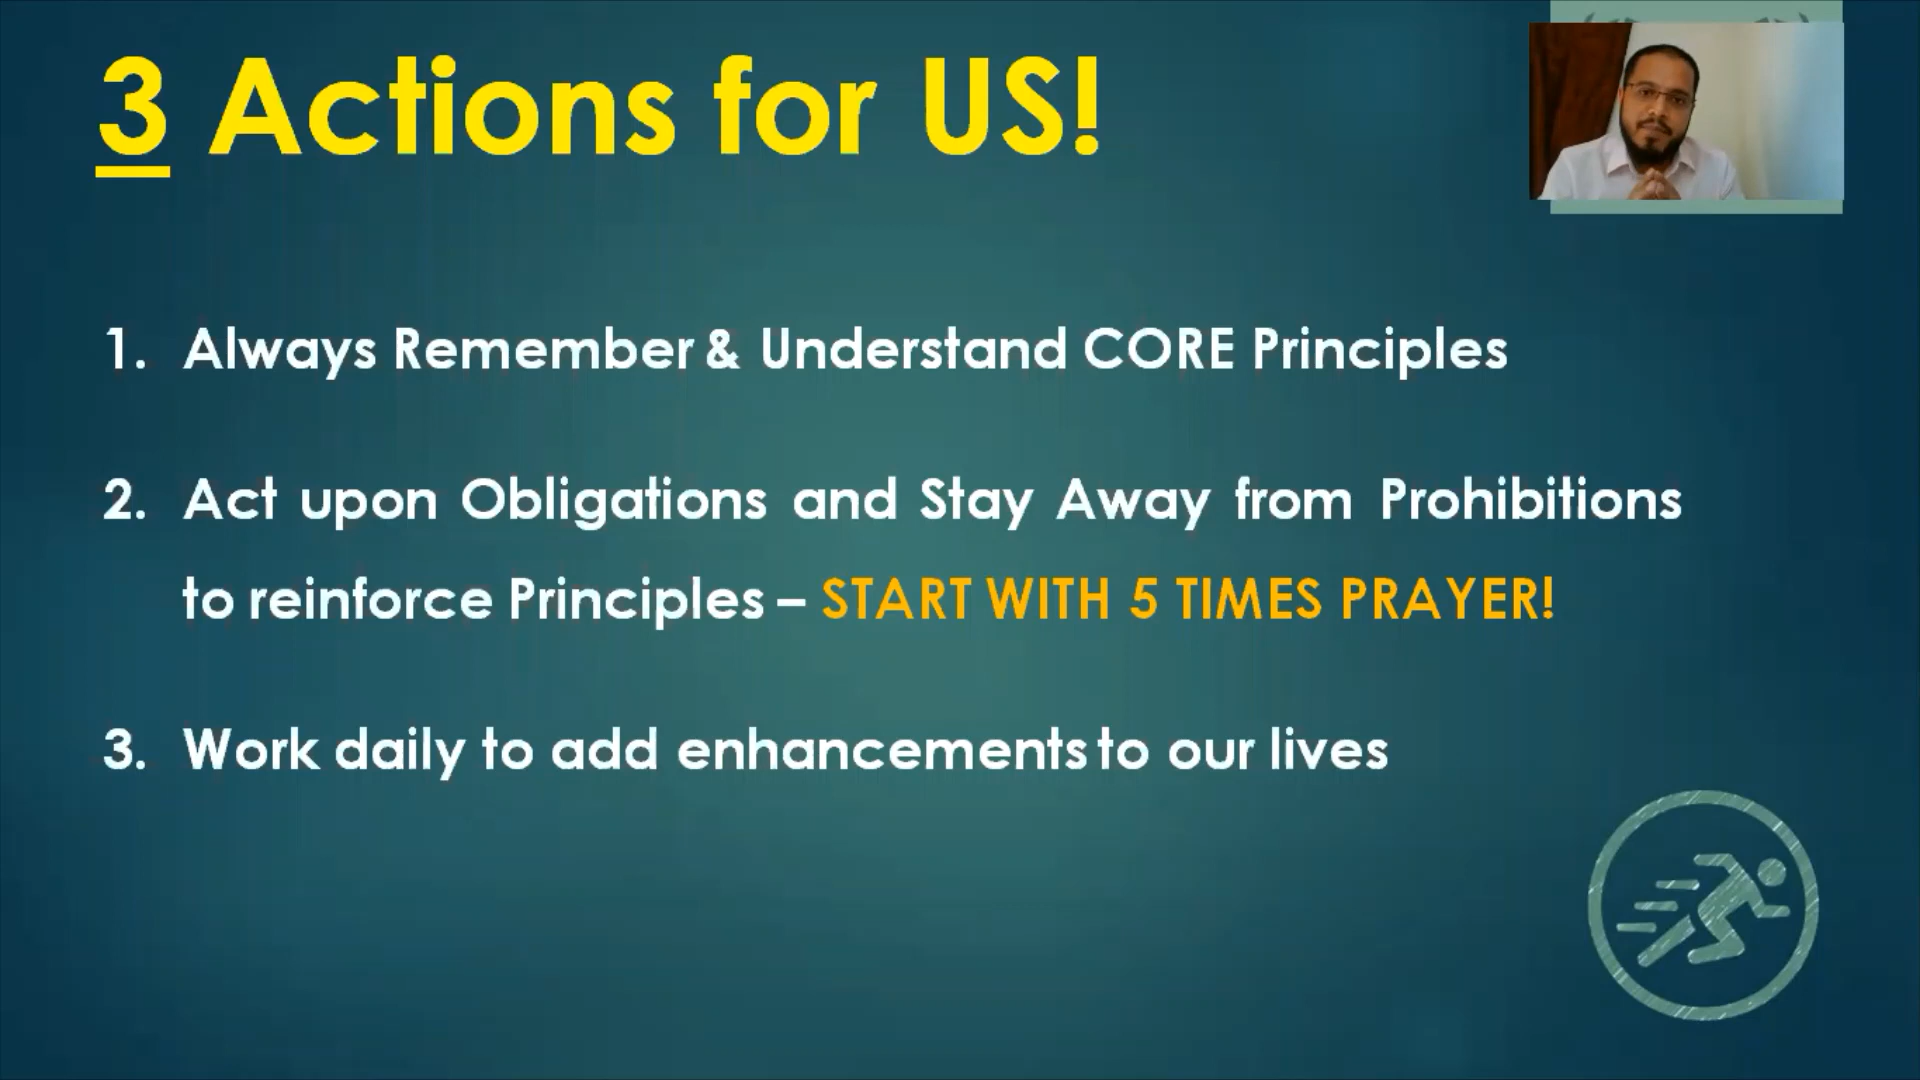 3 Actions for US!
1. Always Remember & Understand CORE Principles
2. Act upon Obligations and Stay Away from Prohibitions
to reinforce Principles – START WITH 5 TIMES PRAYER!
3. Work daily to add enhancements to our lives